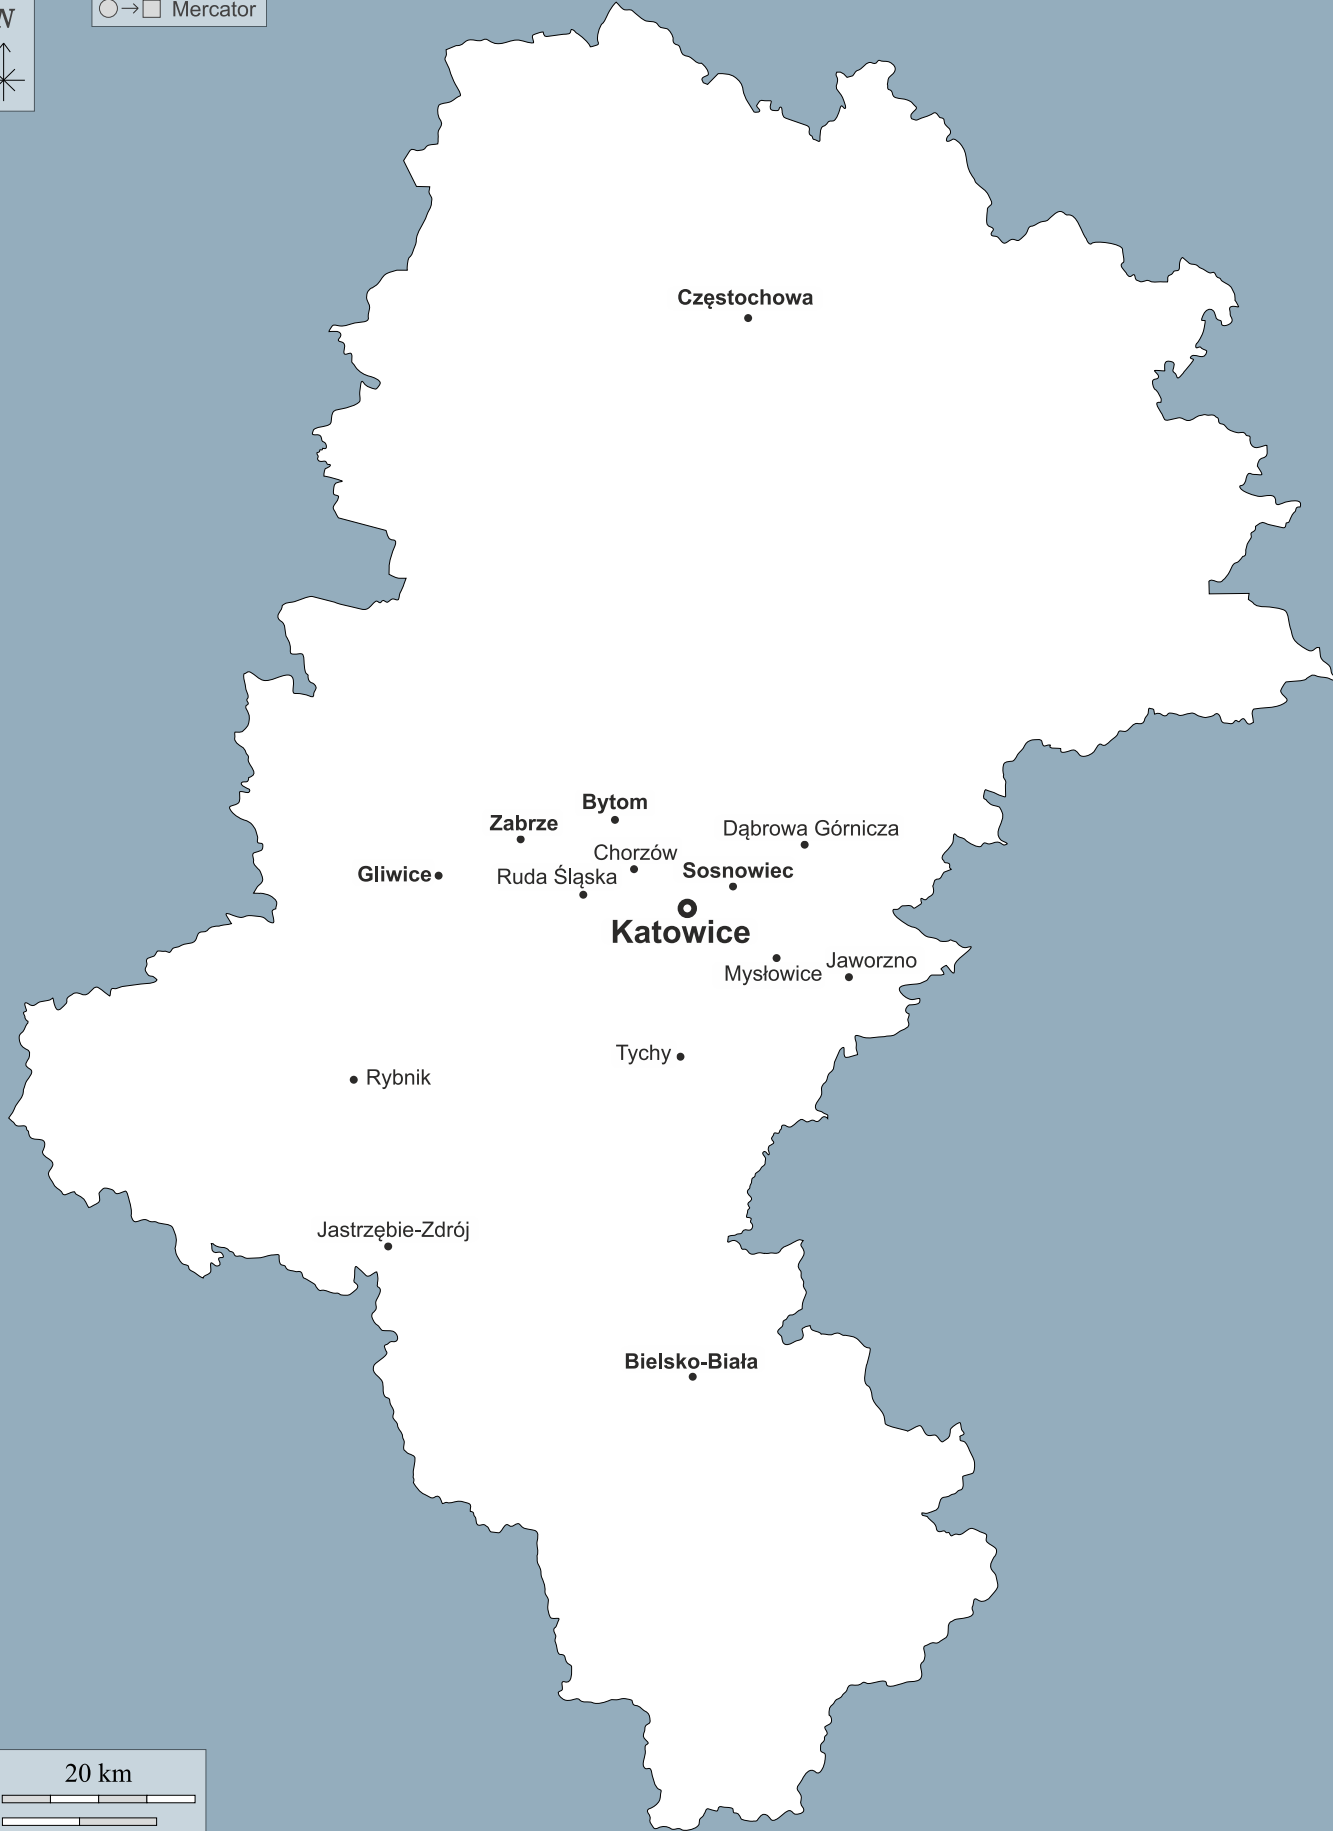 N
Mercator
Częstochowa
Bytom
Zabrze
Dąbrowa Górnicza
Chorzów
Sosnowiec
Gliwice
Ruda Śląska
Katowice
Jaworzno
Mysłowice
Tychy
Rybnik
Jastrzębie-Zdrój
Bielsko-Biała
20 km